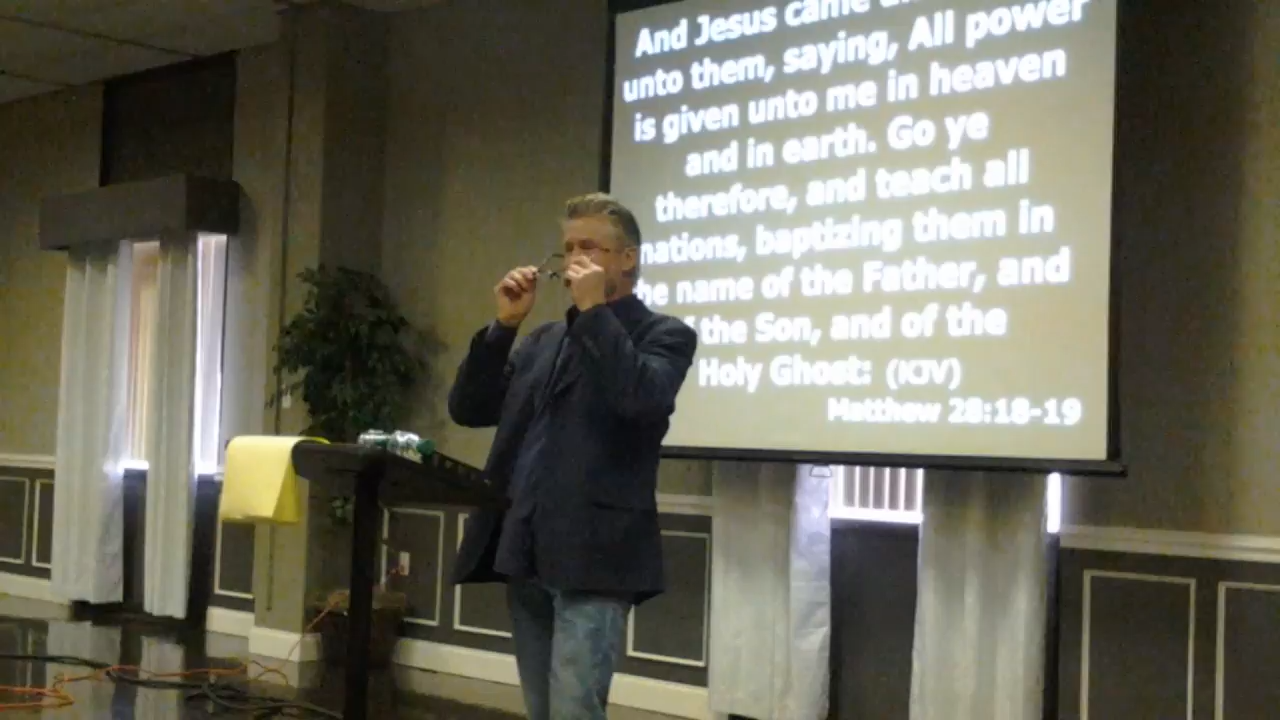 And Jesus came
unto them, saying, All power
is given unto me in heaven
and in earth. Go ye
therefore, and teach all
nations, baptizing them in
the name of the Father, and
of the Son, and of the
Holy Ghost: (KJV)
Matthew 28:18-19